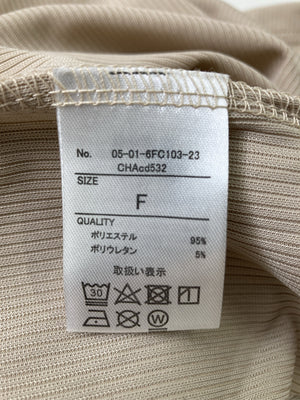 No. 05-01-6FC103-23
CHAcd532
SIZE
F
QUALITY
ポリエステル 95%
ポリウレタン 5%
取扱い表示
30
W